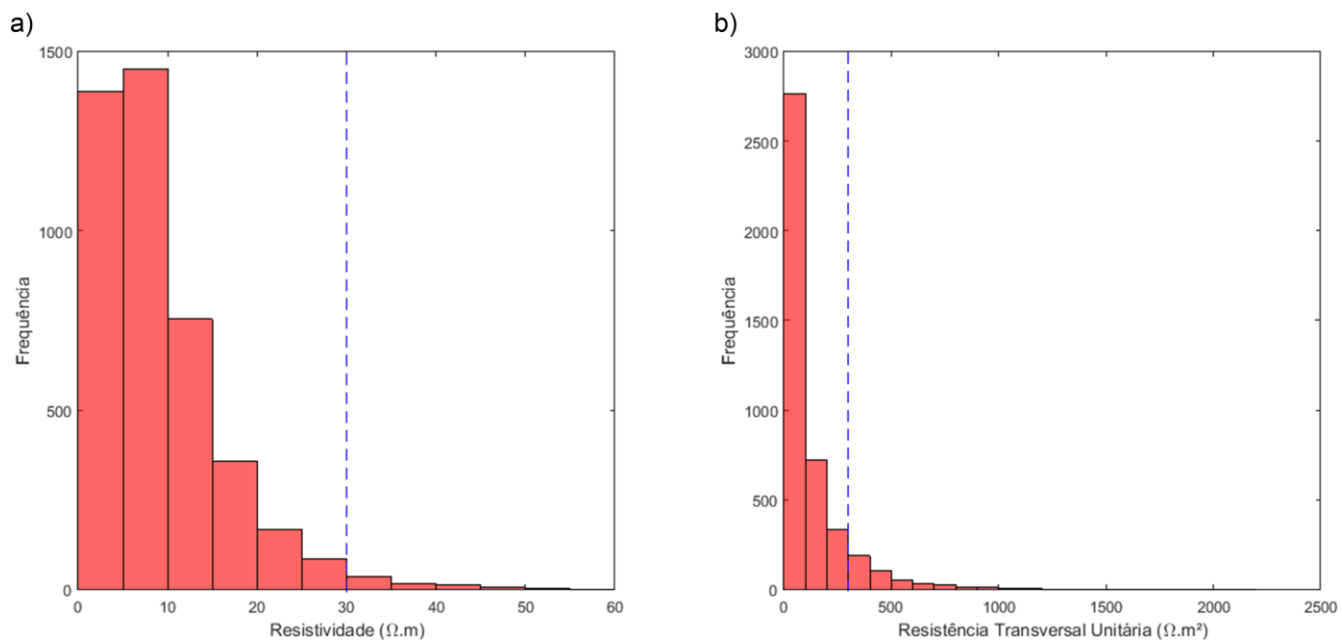 a)
1500
1000
500
0
Frequência
0 10 20 30 40 50 60
Resistividade (Ω.m)
b)
3000
2500
2000
1500
1000
500
0
Frequência
0 500 1000 1500 2000 2500
Resistência Transversal Unitária (Ω.m²)